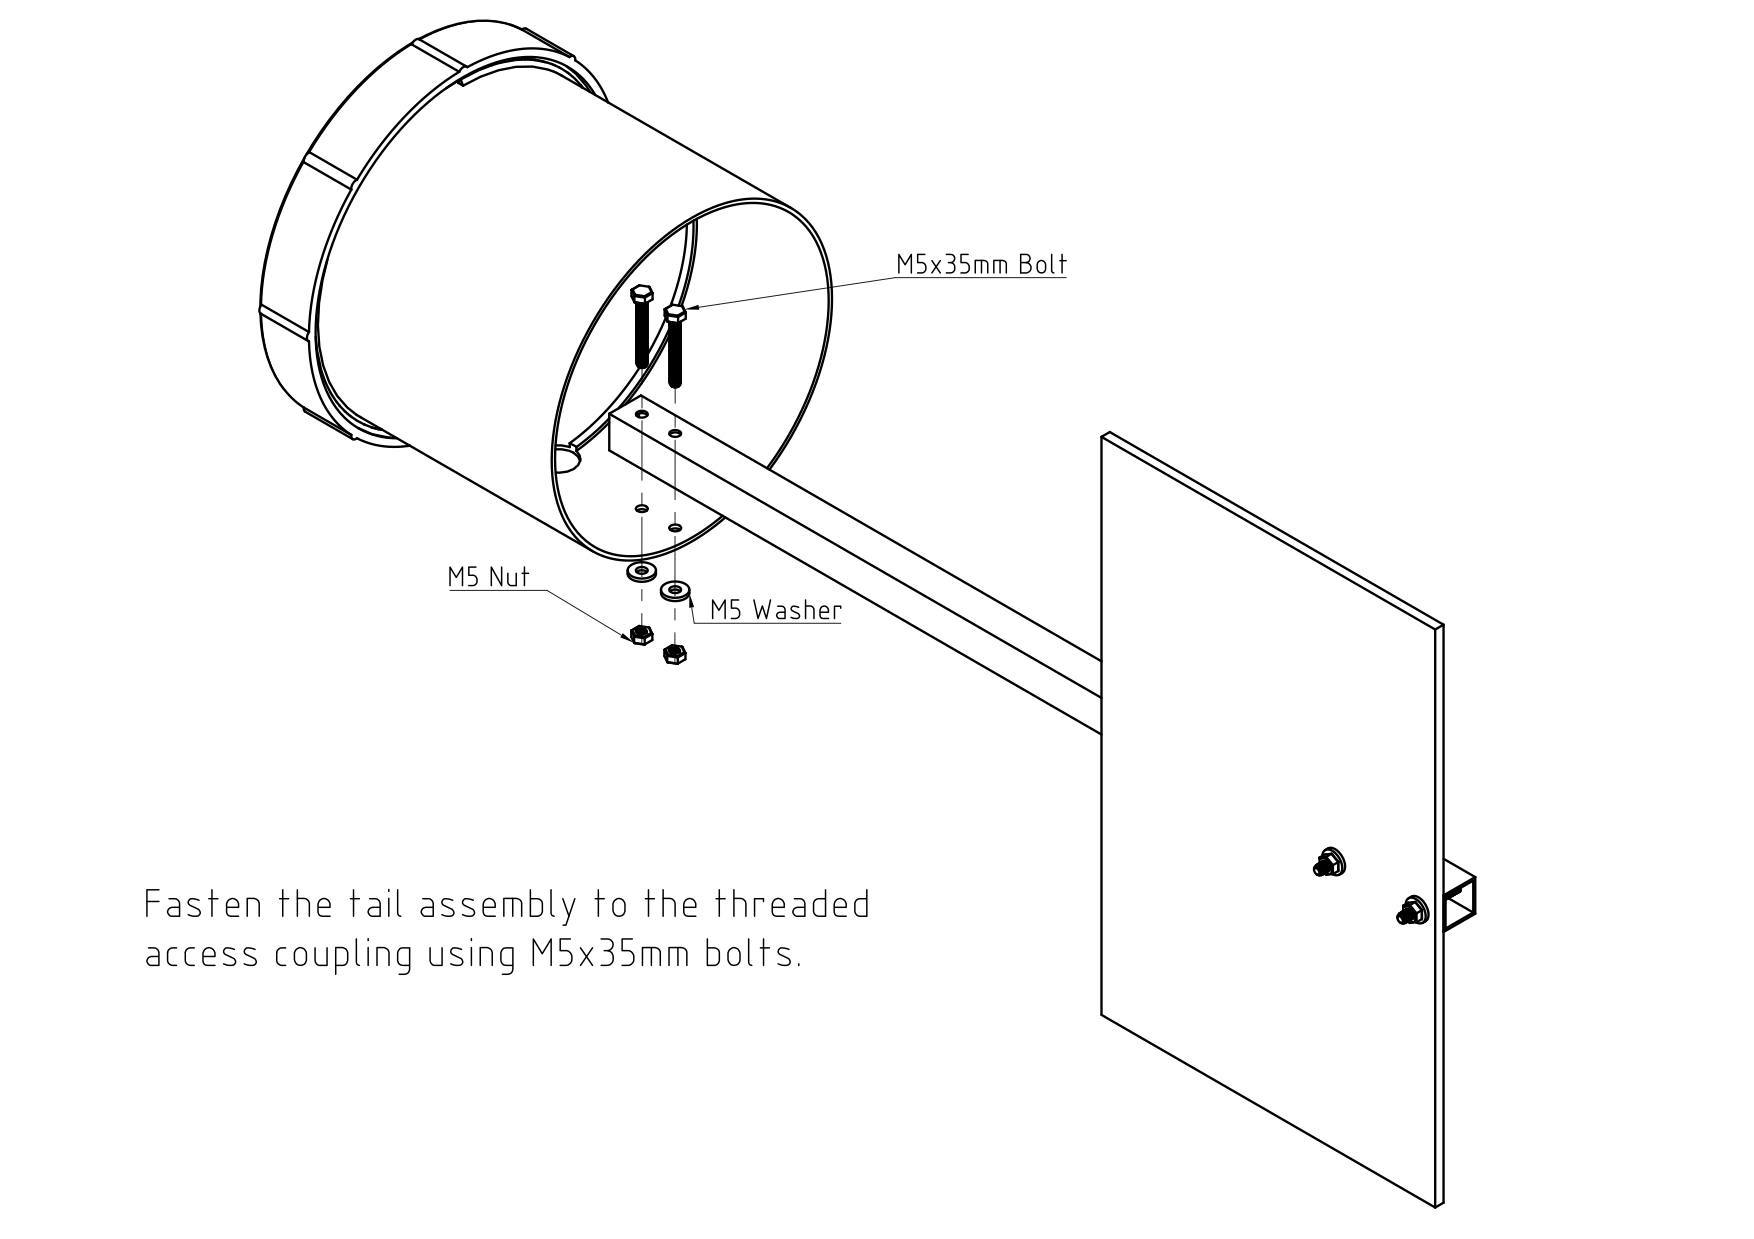 M5x35mm Bolt
M5 Nut
M5 Washer
Fasten the tail assembly to the threaded
access coupling using M5x35mm bolts.